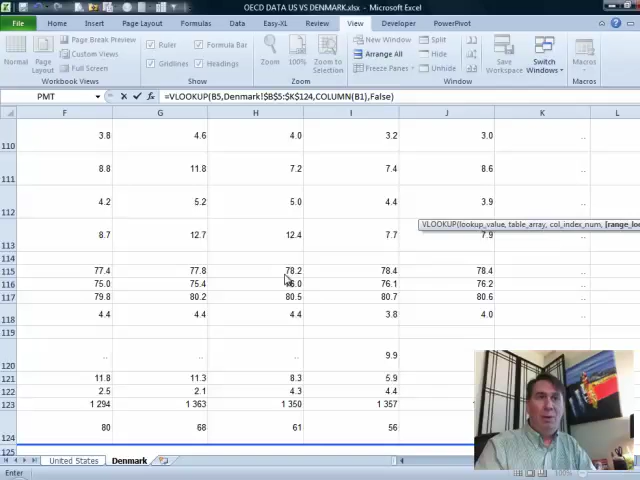 OECD DATA US VS DENMARK.xlsx - Microsoft Excel
File Home Insert Page Layout Formulas Data Easy-XL Review View Developer PowerPivot
Normal Page Layout Page Break Preview Custom Views Full Screen Ruler Formula Bar Gridlines Headings Zoom 100% Zoom to Selection New Window Arrange All Freeze Panes Split Hide Unhide Save Workspace Switch Windows Macros
Workbook Views Show Zoom Window Macros
PMT =VLOOKUP(B5,Denmark!$B$5:$K$124,COLUMN(B1),False)
F G H I J K L
110 3.8 4.6 4.0 3.2 3.0 ..
111 8.8 11.8 7.2 7.4 8.6 ..
112 4.2 5.2 5.0 4.4 3.9 ..
VLOOKUP(lookup_value, table_array, col_index_num, [range_loo
113 8.7 12.7 12.4 7.7 7.9 ..
114
115 77.4 77.8 78.2 78.4 78.4 ..
116 75.0 75.4 76.0 76.1 76.2 ..
117 79.8 80.2 80.5 80.7 80.6 ..
118 4.4 4.4 4.4 3.8 4.0 ..
119
120 .. .. .. 9.9
121 11.8 11.3 8.3 5.9
122 2.5 2.1 4.3 4.4
123 1 294 1 363 1 350 1 357
124 80 68 61 56
125
United States Denmark
Enter 100%